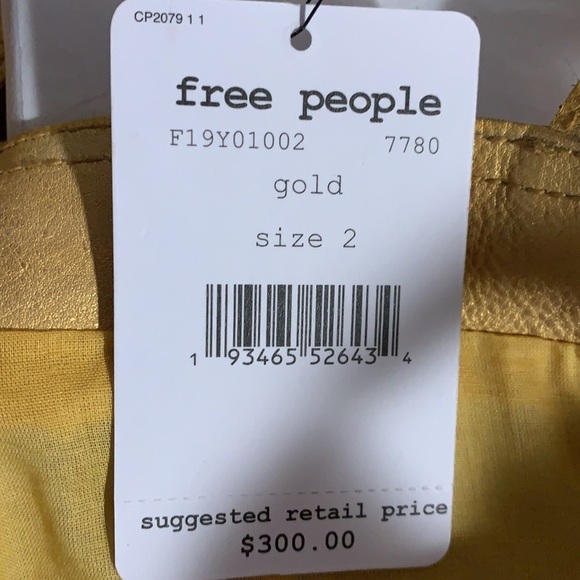 CP2079 1 1
free people
F19Y01002 7780
gold
size 2
1 93465 52643 4
suggested retail price
$300.00